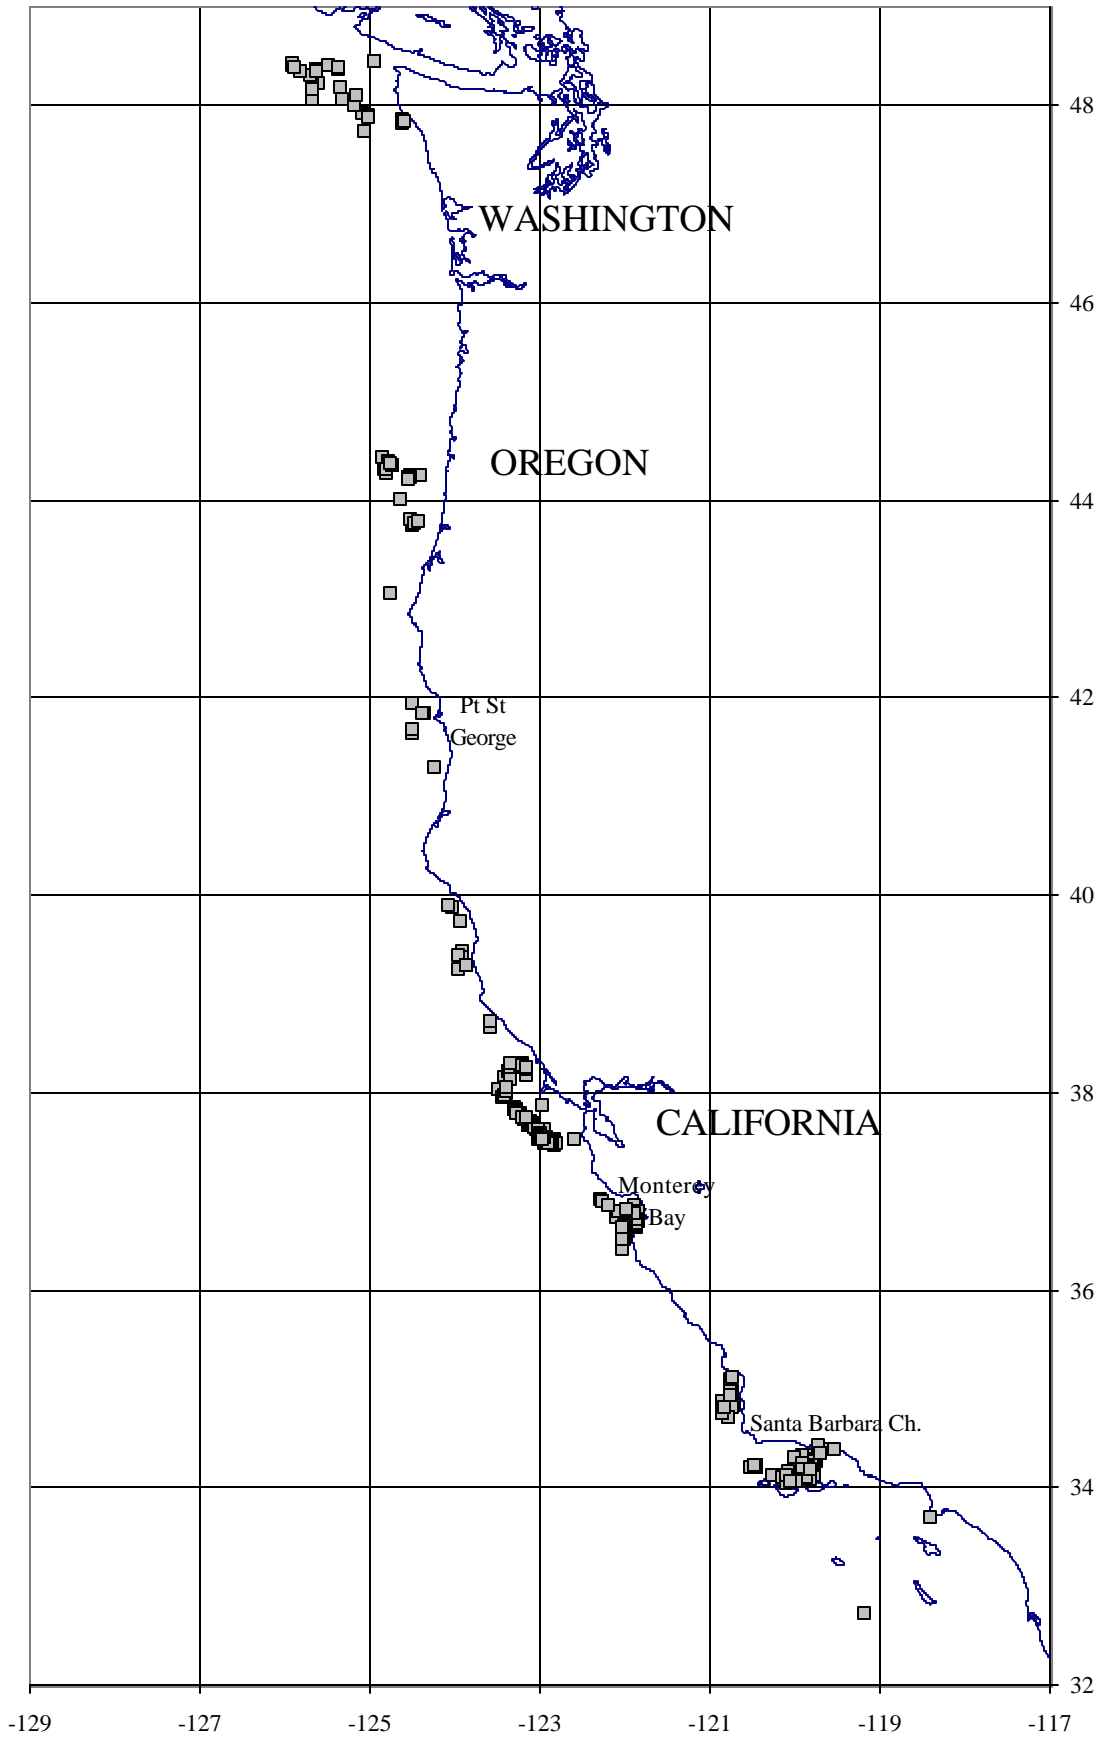 48
WASHINGTON
46
OREGON
44
42
Pt St
George
40
38
CALIFORNIA
Monterey
Bay
36
Santa Barbara Ch.
34
32
-129 -127 -125 -123 -121 -119 -117